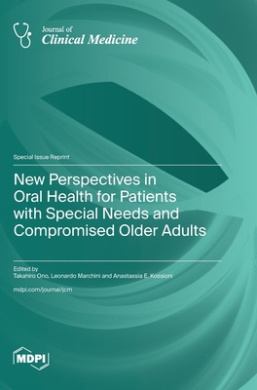 Journal of
Clinical Medicine
Special Issue Reprint
New Perspectives in
Oral Health for Patients
with Special Needs and
Compromised Older Adults
Edited by
Takahiro Ono, Leonardo Marchini and Anastassia E. Kossioni
mdpi.com/journal/jcm
MDPI